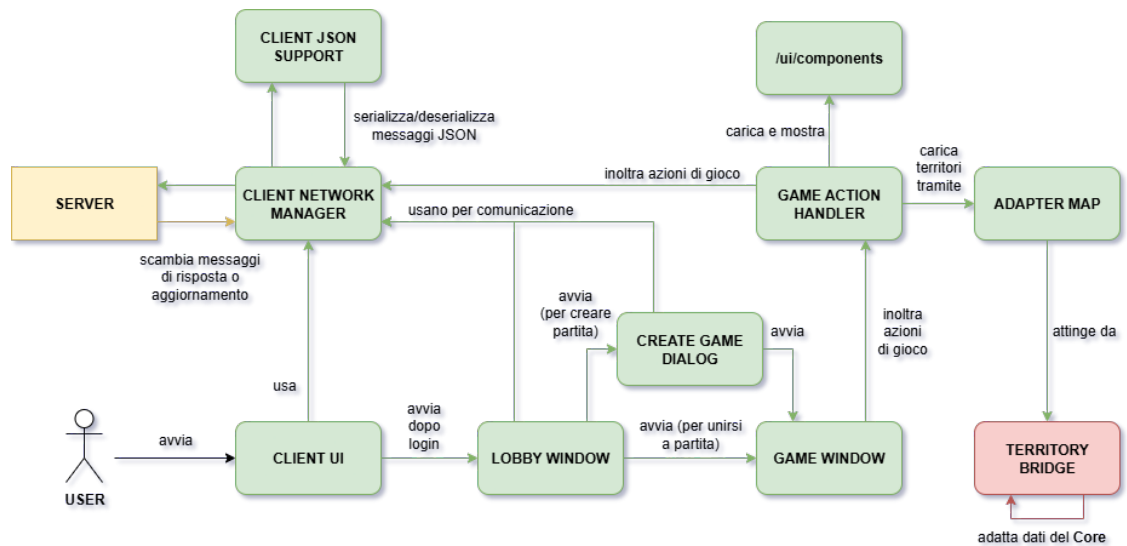 CLIENT JSON
SUPPORT
/ui/components
serializza/deserializza
messaggi JSON
carica e mostra
carica
territori
tramite
SERVER
CLIENT NETWORK
MANAGER
inoltra azioni di gioco
GAME ACTION
HANDLER
ADAPTER MAP
usano per comunicazione
scambia messaggi
di risposta o
aggiornamento
avvia
(per creare
partita)
CREATE GAME
DIALOG
avvia
inoltra
azioni
di gioco
attinge da
usa
avvia
USER
CLIENT UI
avvia
dopo
login
LOBBY WINDOW
avvia (per unirsi
a partita)
GAME WINDOW
TERRITORY
BRIDGE
adatta dati del Core